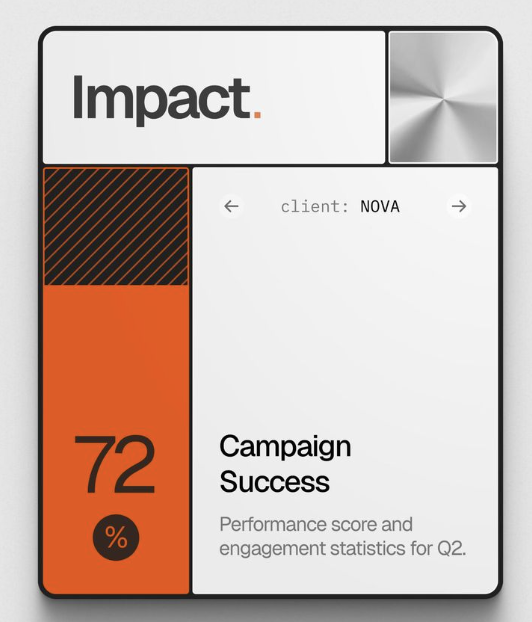 Impact.
← client: NOVA →
72
%
Campaign
Success
Performance score and
engagement statistics for Q2.